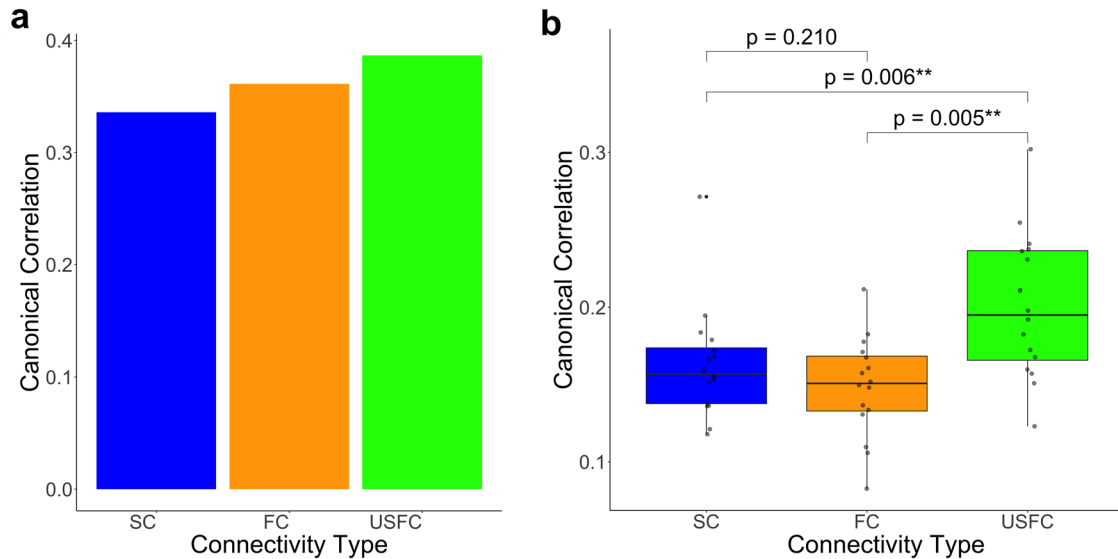 a
0.4
0.3
0.2
0.1
0.0
Canonical Correlation
SC
FC
USFC
Connectivity Type
b
p = 0.210
p = 0.006**
p = 0.005**
0.3
0.2
0.1
Canonical Correlation
SC
FC
USFC
Connectivity Type